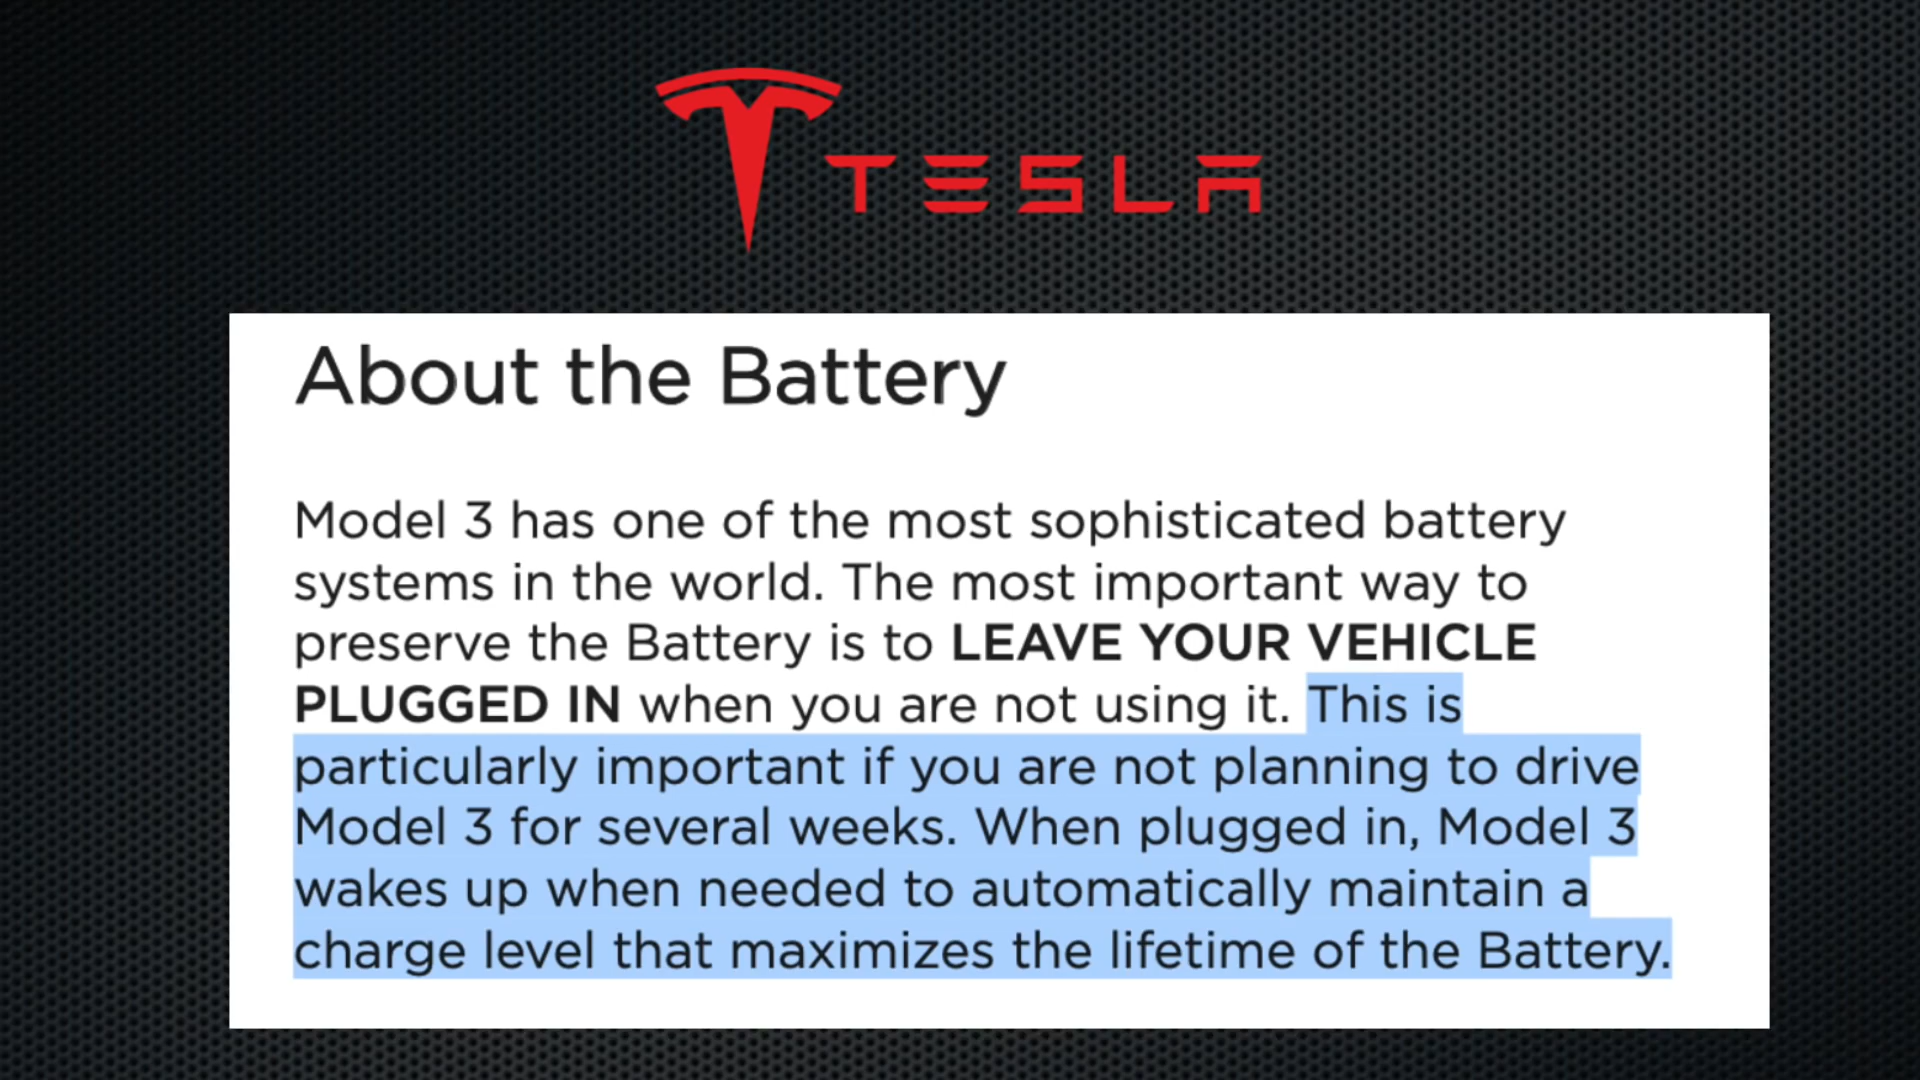 TESLA
About the Battery
Model 3 has one of the most sophisticated battery
systems in the world. The most important way to
preserve the Battery is to LEAVE YOUR VEHICLE
PLUGGED IN when you are not using it. This is
particularly important if you are not planning to drive
Model 3 for several weeks. When plugged in, Model 3
wakes up when needed to automatically maintain a
charge level that maximizes the lifetime of the Battery.